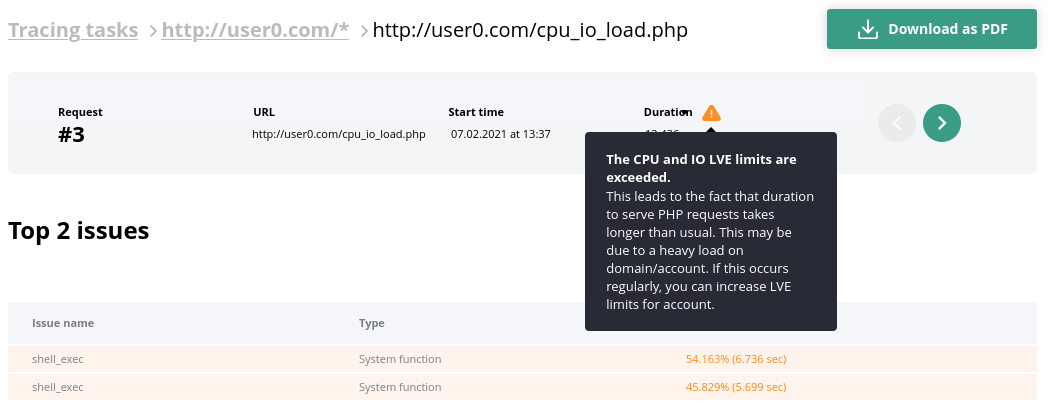 Tracing tasks > http://user0.com/* > http://user0.com/cpu_io_load.php
Download as PDF
Request
#3
URL
http://user0.com/cpu_io_load.php
Start time
07.02.2021 at 13:37
Duration
The CPU and IO LVE limits are
exceeded.
This leads to the fact that duration
to serve PHP requests takes
longer than usual. This may be
due to a heavy load on
domain/account. If this occurs
regularly, you can increase LVE
limits for account.
Top 2 issues
Issue name Type
shell_exec System function 54.163% (6.736 sec)
shell_exec System function 45.829% (5.699 sec)